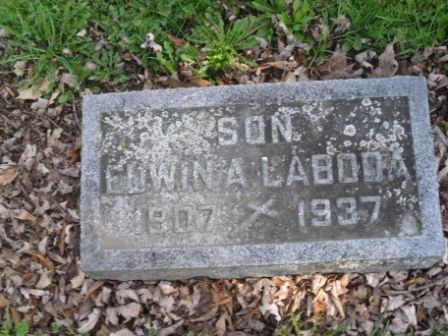 SON
EDWIN A LABODA
1907 X 1937